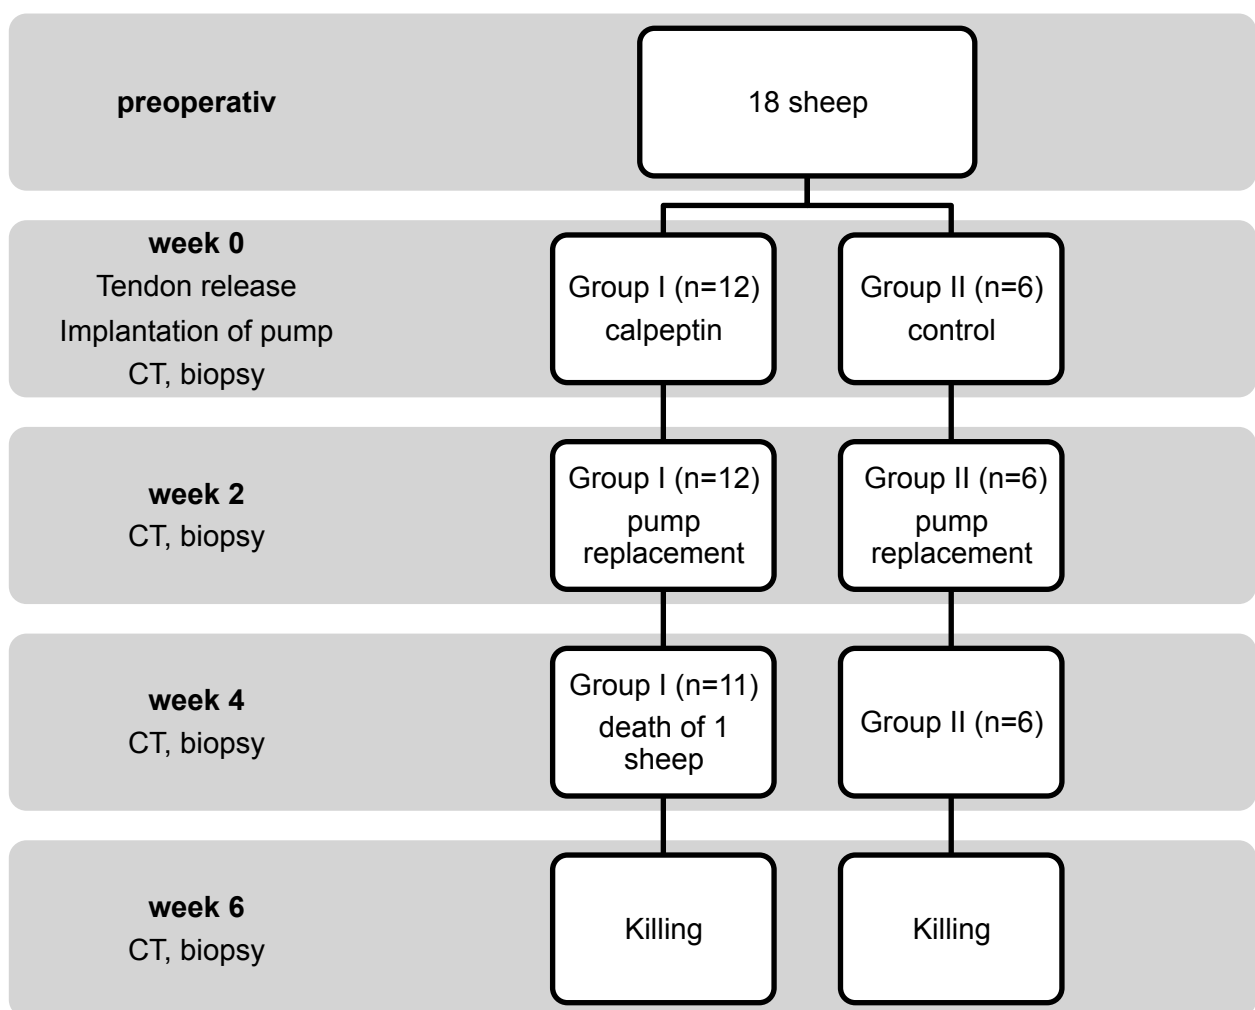 preoperativ
18 sheep
week 0
Tendon release
Implantation of pump
CT, biopsy
Group I (n=12)
calpeptin
Group II (n=6)
control
week 2
CT, biopsy
Group I (n=12)
pump
replacement
Group II (n=6)
pump
replacement
week 4
CT, biopsy
Group I (n=11)
death of 1
sheep
Group II (n=6)
week 6
CT, biopsy
Killing
Killing